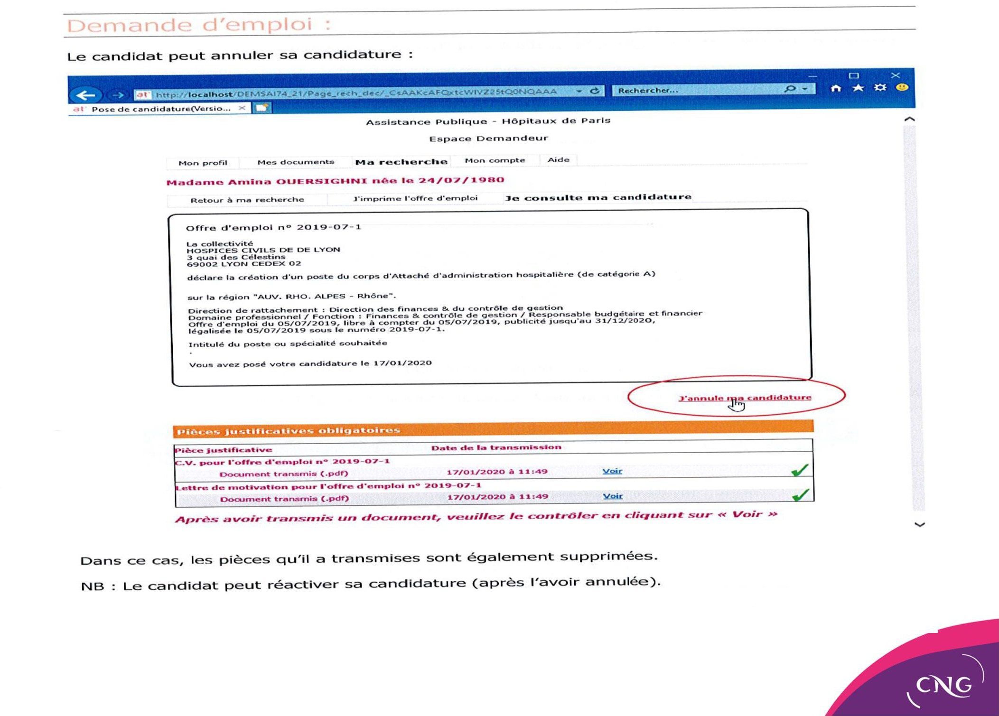 Demande d'emploi :
Le candidat peut annuler sa candidature :
Rechercher...
at Pose de candidature(Versio...
Assistance Publique - Hôpitaux de Paris
Espace Demandeur
Mon profil Mes documents Ma recherche Mon compte Aide
Madame Amina OUERSIGHNI née le 24/07/1980
Retour à ma recherche J'imprime l'offre d'emploi Je consulte ma candidature
Offre d'emploi nº 2019-07-1
La collectivité
HOSPICES CIVILS DE DE LYON
3 quai des Célestins
69002 LYON CEDEX 02
déclare la création d'un poste du corps d'Attaché d'administration hospitalière (de catégorie A)
sur la région "AUV. RHO. ALPES - Rhône".
Direction de rattachement : Direction des finances & du contrôle de gestion
Domaine professionnel / Fonction : Finances & contrôle de gestion / Responsable budgétaire et financier
Offre d'emploi du 05/07/2019, libre à compter du 05/07/2019, publicité jusqu'au 31/12/2020,
légalisée le 05/07/2019 sous le numéro 2019-07-1.
Intitulé du poste ou spécialité souhaitée
.
Vous avez posé votre candidature le 17/01/2020
J'annule ma candidature
Pièces justificatives obligatoires
Pièce justificative Date de la transmission
C.V. pour l'offre d'emploi nº 2019-07-1
Document transmis (.pdf) 17/01/2020 à 11:49 Voir
Lettre de motivation pour l'offre d'emploi nº 2019-07-1
Document transmis (.pdf) 17/01/2020 à 11:49 Voir
Après avoir transmis un document, veuillez le contrôler en cliquant sur « Voir »
Dans ce cas, les pièces qu'il a transmises sont également supprimées.
NB : Le candidat peut réactiver sa candidature (après l'avoir annulée).
CNG